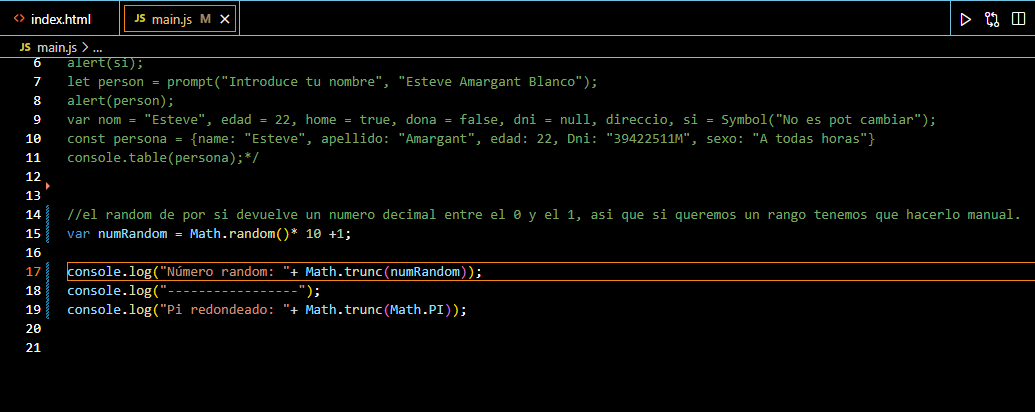 <> index.html JS main.js M ×
JS main.js > ...
6 alert(si);
7 let person = prompt("Introduce tu nombre", "Esteve Amargant Blanco");
8 alert(person);
9 var nom = "Esteve", edad = 22, home = true, dona = false, dni = null, direccio, si = Symbol("No es pot cambiar");
10 const persona = {name: "Esteve", apellido: "Amargant", edad: 22, Dni: "39422511M", sexo: "A todas horas"}
11 console.table(persona);*/
12
13
14 //el random de por si devuelve un numero decimal entre el 0 y el 1, asi que si queremos un rango tenemos que hacerlo manual.
15 var numRandom = Math.random()* 10 +1;
16
17 console.log("Número random: "+ Math.trunc(numRandom));
18 console.log("-----------------");
19 console.log("Pi redondeado: "+ Math.trunc(Math.PI));
20
21